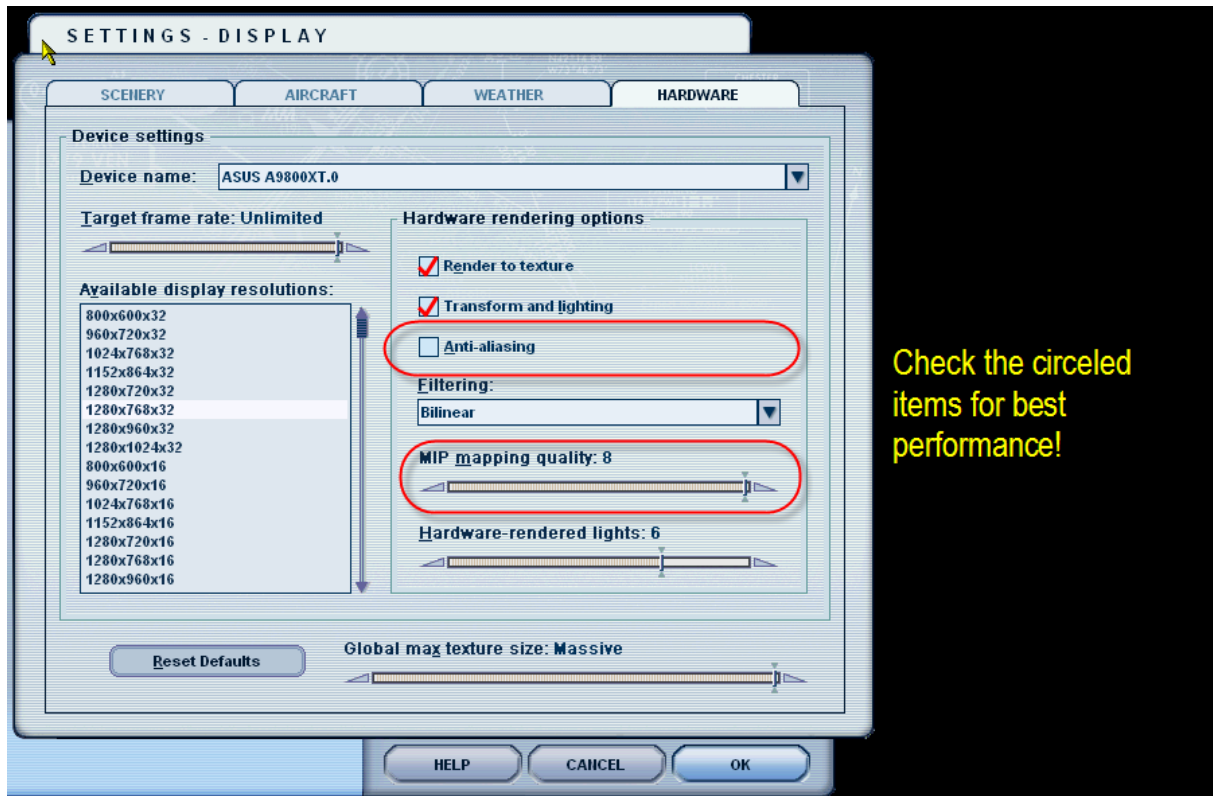 SETTINGS - DISPLAY
SCENERY
AIRCRAFT
WEATHER
HARDWARE
Device settings
Device name:
ASUS A9800XT.0
Target frame rate: Unlimited
Available display resolutions:
800x600x32
960x720x32
1024x768x32
1152x864x32
1280x720x32
1280x768x32
1280x960x32
1280x1024x32
800x600x16
960x720x16
1024x768x16
1152x864x16
1280x720x16
1280x768x16
1280x960x16
Hardware rendering options
Render to texture
Transform and lighting
Anti-aliasing
Filtering:
Bilinear
MIP mapping quality: 8
Hardware-rendered lights: 6
Reset Defaults
Global max texture size: Massive
HELP
CANCEL
OK
Check the circeled
items for best
performance!